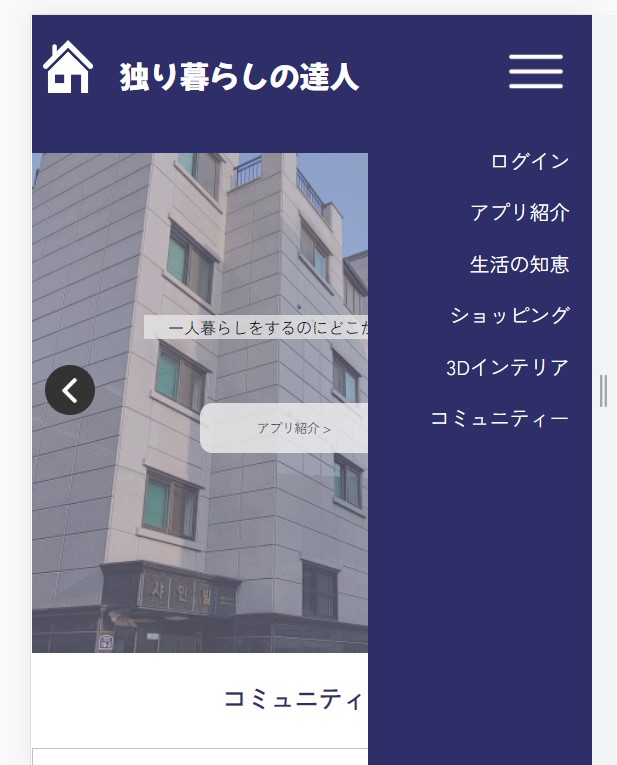 独り暮らしの達人
ログイン
アプリ紹介
生活の知恵
ショッピング
3Dインテリア
コミュニティー
一人暮らしをするのにどこか
アプリ紹介 >
샤인빌
コミュニティ